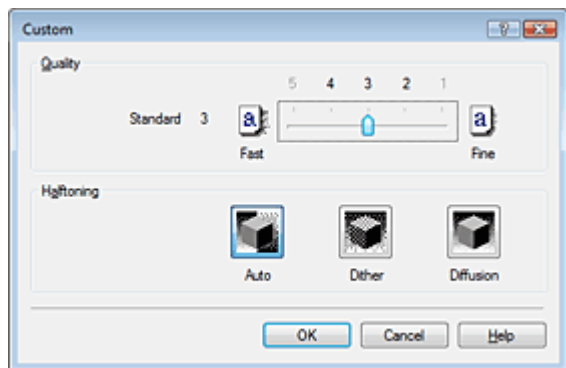 Custom
Quality
5 4 3 2 1
Standard 3
a
a
Fast
Fine
Halftoning
Auto
Dither
Diffusion
OK
Cancel
Help